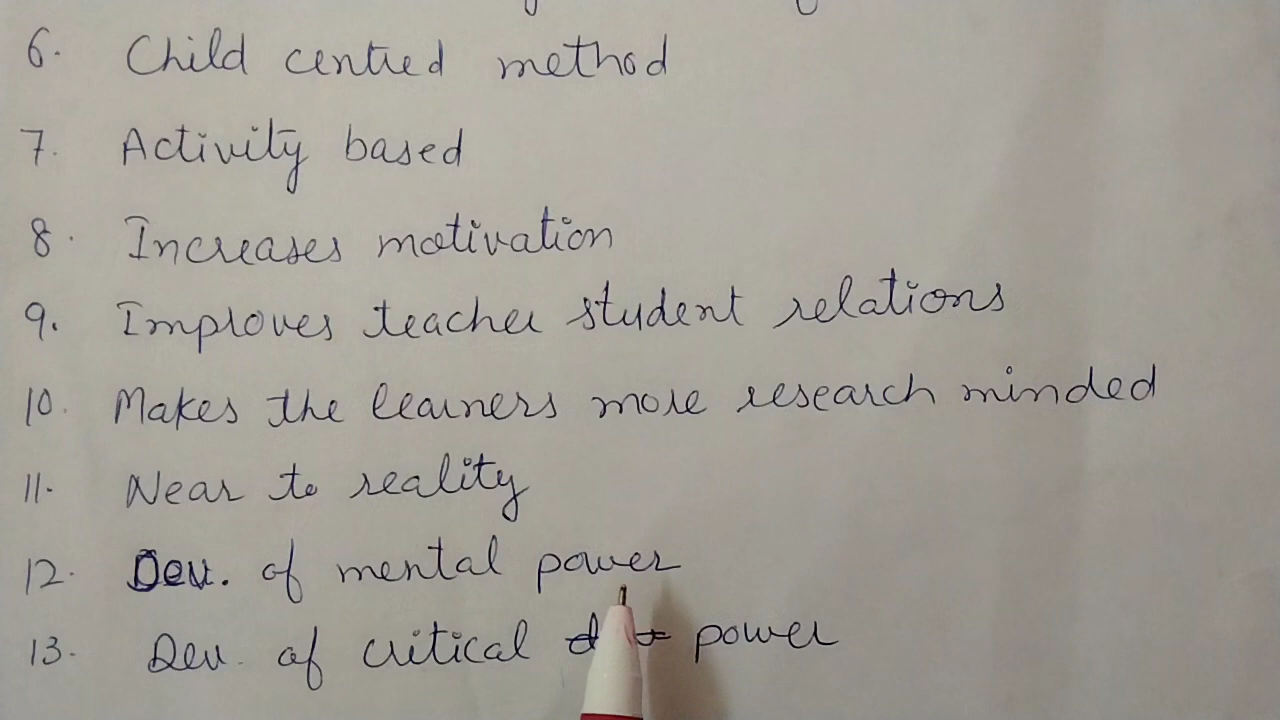 6. Child centred method
7. Activity based
8. Increases motivation
9. Improves teacher student relations
10. Makes the learners more research minded
11. Near to reality
12. Dev. of mental power
13. Dev. of critical power